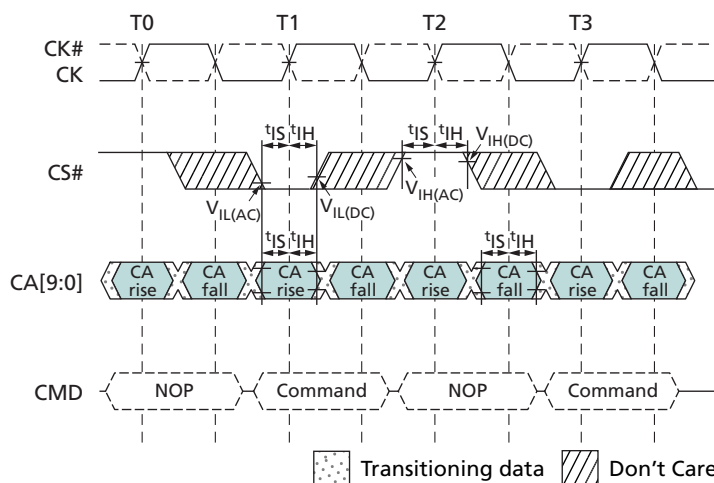 T0 T1 T2 T3
CK#
CK
tIS tIH tIS tIH
VIH(DC)
CS#
VIL(AC) VIL(DC) VIH(AC)
tIS tIH tIS tIH
CA[9:0] CA rise CA fall CA rise CA fall CA rise CA fall CA rise CA fall
CMD NOP Command NOP Command
Transitioning data Don't Care